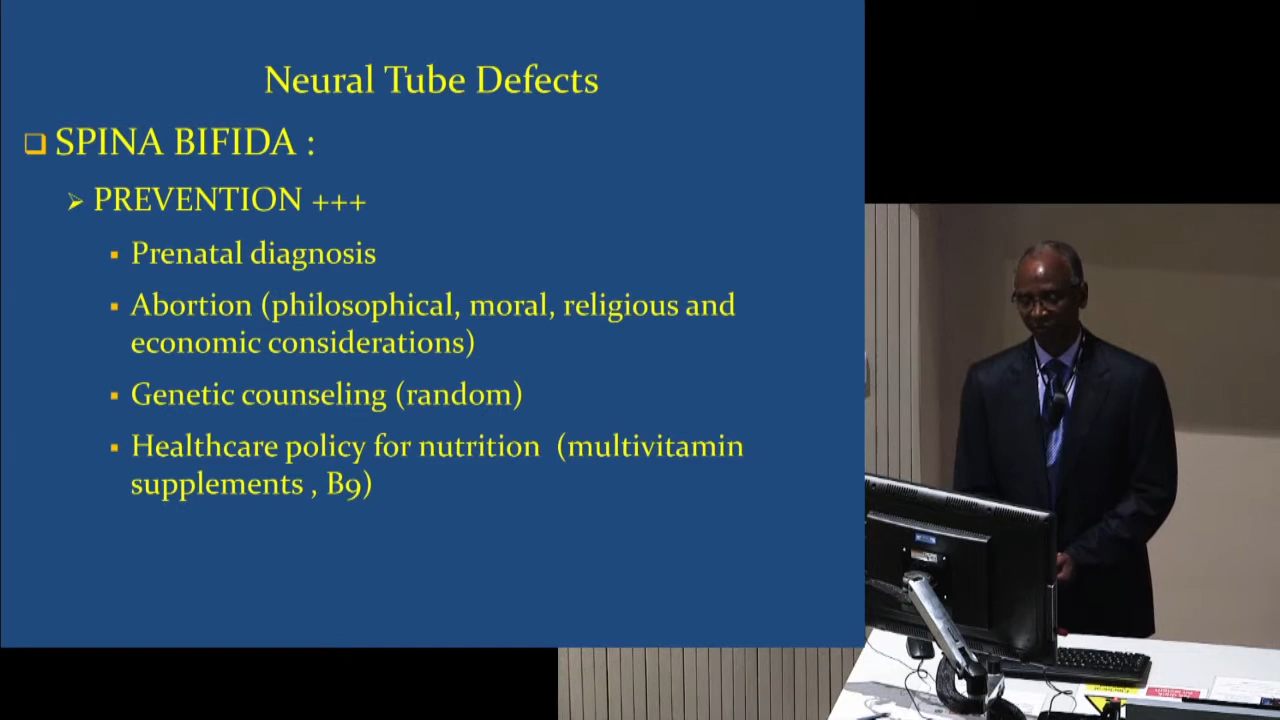 Neural Tube Defects
❑ SPINA BIFIDA :
➢ PREVENTION +++
▪ Prenatal diagnosis
▪ Abortion (philosophical, moral, religious and
economic considerations)
▪ Genetic counseling (random)
▪ Healthcare policy for nutrition (multivitamin
supplements , B9)